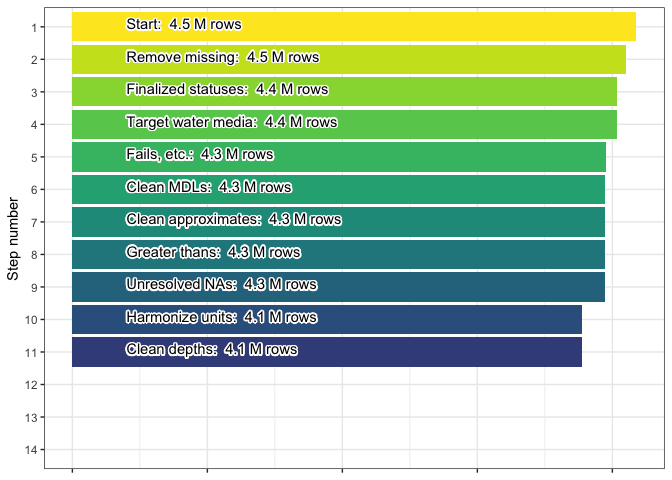 1 Start: 4.5 M rows
2 Remove missing: 4.5 M rows
3 Finalized statuses: 4.4 M rows
4 Target water media: 4.4 M rows
5 Fails, etc.: 4.3 M rows
6 Clean MDLs: 4.3 M rows
7 Clean approximates: 4.3 M rows
8 Greater thans: 4.3 M rows
9 Unresolved NAs: 4.3 M rows
10 Harmonize units: 4.1 M rows
11 Clean depths: 4.1 M rows
12
13
14
Step number